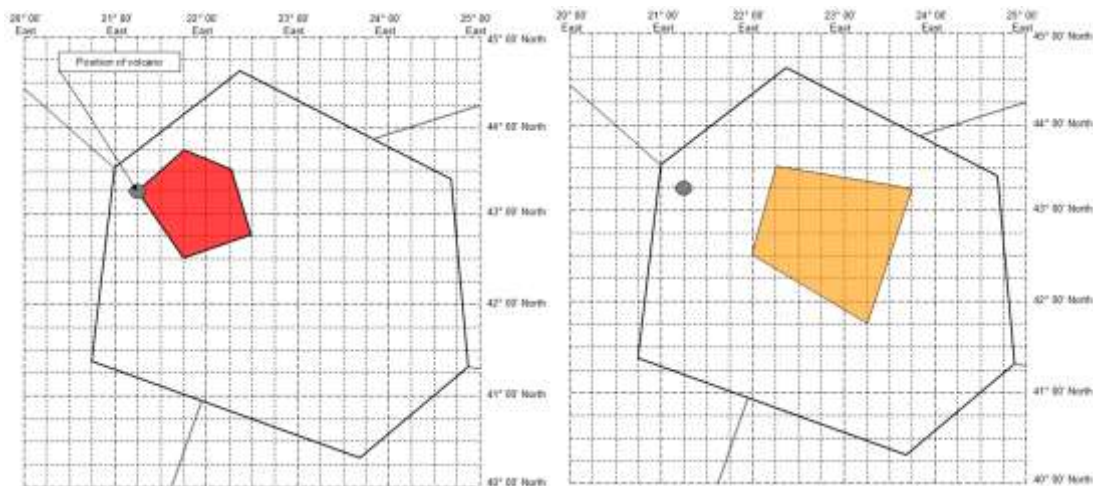 20° 00' 21° 00' 22° 00' 23° 00' 24° 00' 25° 00'
East East East East East East
45° 00' North
Position of volcano
44° 00' North
43° 00' North
42° 00' North
41° 00' North
40° 00' North
20° 00' 21° 00' 22° 00' 23° 00' 24° 00' 25° 00'
East East East East East East
45° 00' North
44° 00' North
43° 00' North
42° 00' North
41° 00' North
40° 00' North